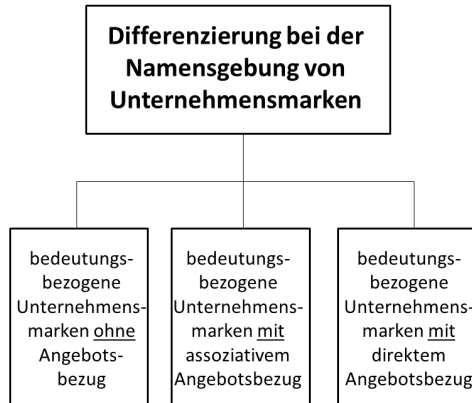 Differenzierung bei der
Namensgebung von
Unternehmensmarken
bedeutungs-
bezogene
Unternehmens-
marken ohne
Angebots-
bezug
bedeutungs-
bezogene
Unternehmens-
marken mit
assoziativem
Angebotsbezug
bedeutungs-
bezogene
Unternehmens-
marken mit
direktem
Angebotsbezug